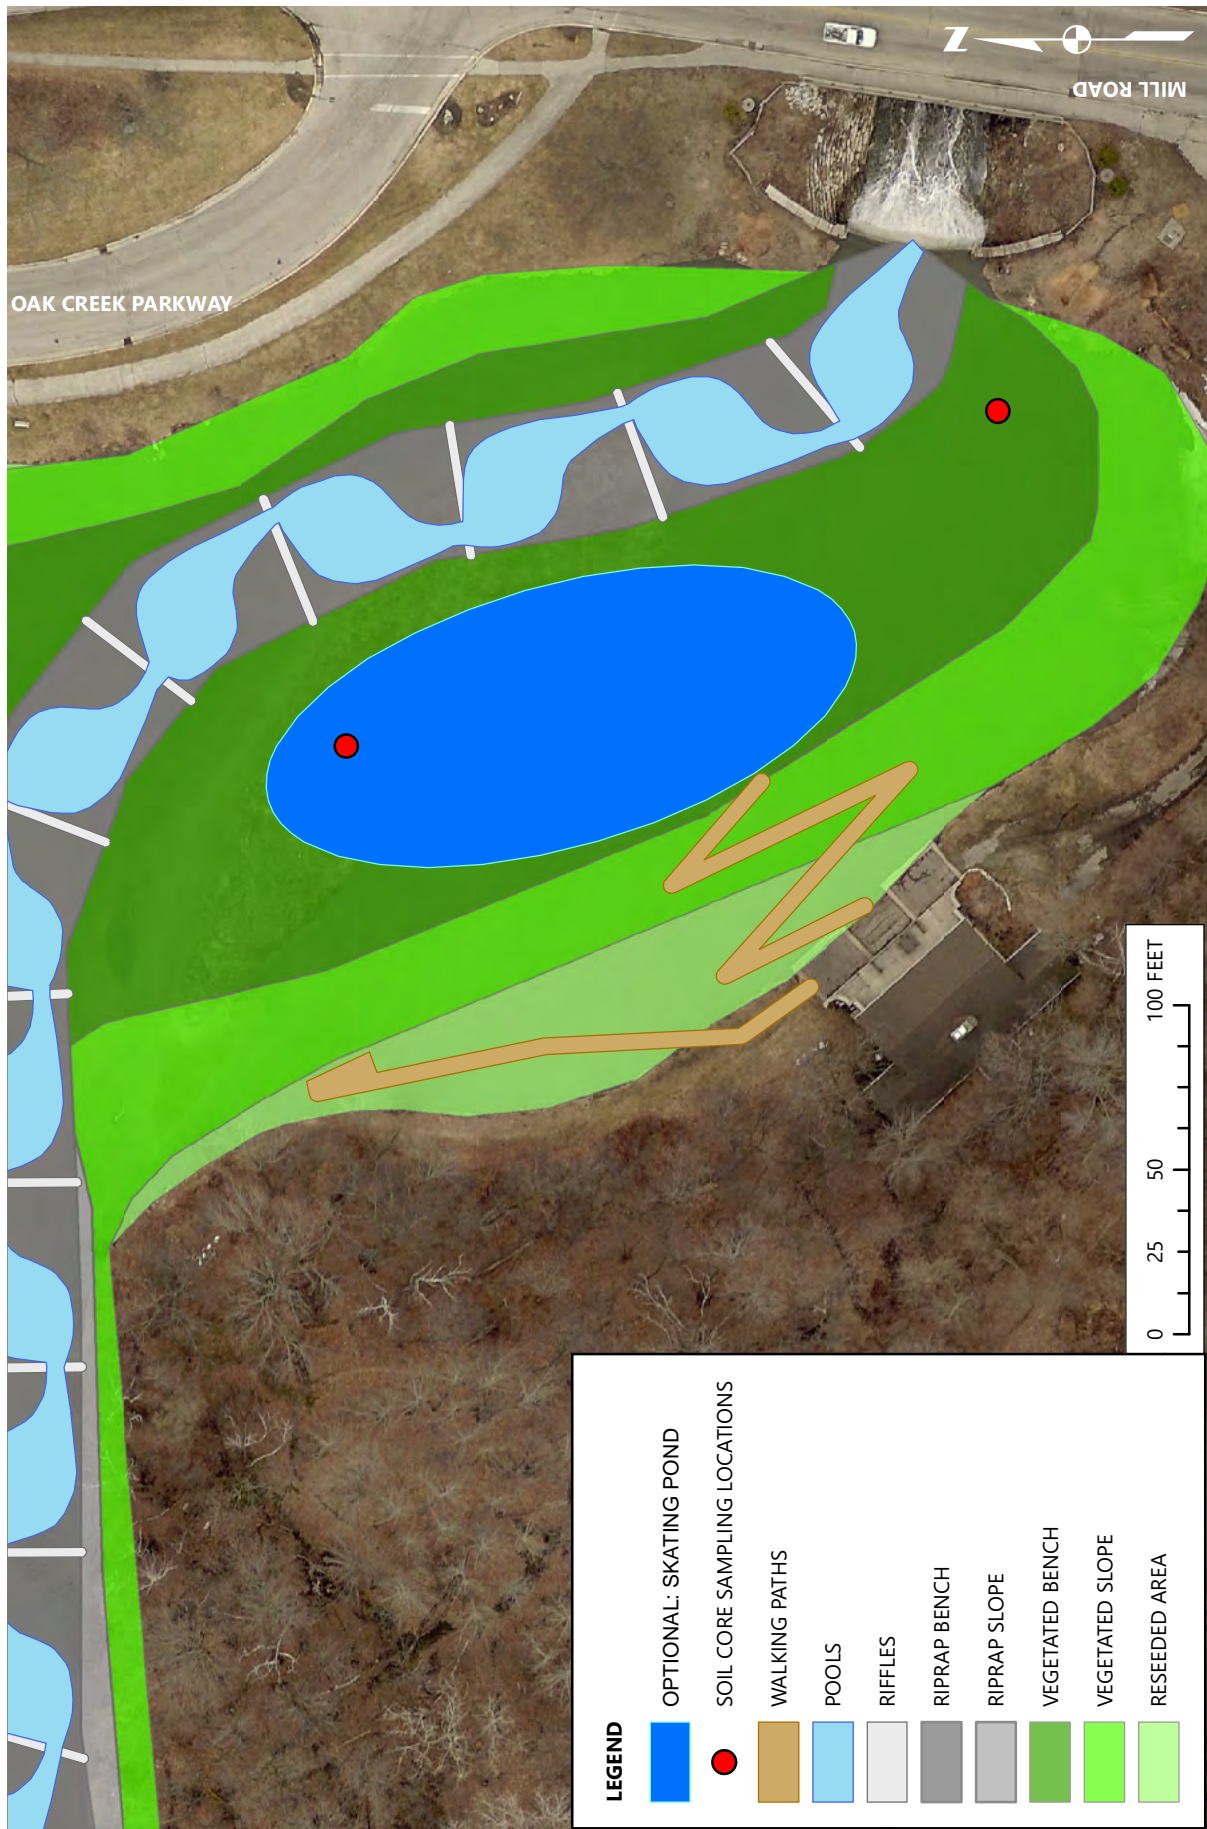 Z
MILL ROAD
OAK CREEK PARKWAY
0 25 50 100 FEET
LEGEND
OPTIONAL: SKATING POND
SOIL CORE SAMPLING LOCATIONS
WALKING PATHS
POOLS
RIFFLES
RIPRAP BENCH
RIPRAP SLOPE
VEGETATED BENCH
VEGETATED SLOPE
RESEEDED AREA